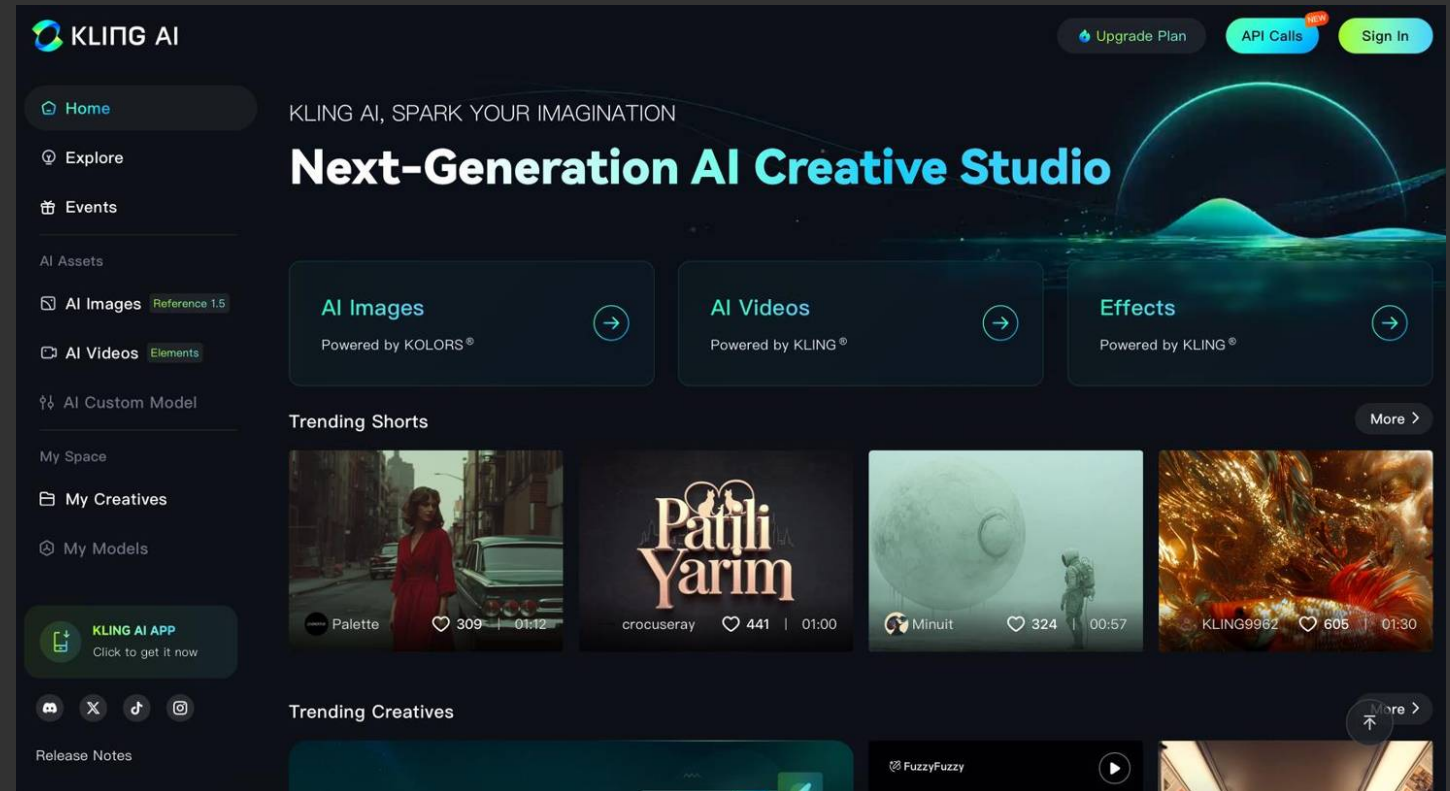 KLING AI
Upgrade Plan
API Calls
NEW
Sign In
Home
Explore
Events
AI Assets
AI Images Reference 1.5
AI Videos Elements
AI Custom Model
My Space
My Creatives
My Models
KLING AI APP
Click to get it now
Release Notes
KLING AI, SPARK YOUR IMAGINATION
Next-Generation AI Creative Studio
AI Images
Powered by KOLORS®
AI Videos
Powered by KLING®
Effects
Powered by KLING®
Trending Shorts
More >
Palette 309 | 01:12
Patili
Yarim
crocuseray 441 | 01:00
Minuit 324 | 00:57
KLING9962 605 | 01:30
Trending Creatives
More >
FuzzyFuzzy